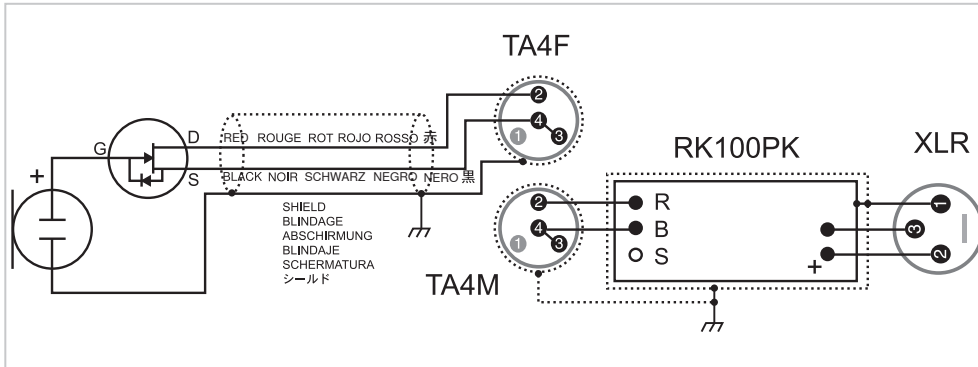 TA4F
2
4
1
3
G
D
S
RED ROUGE ROT ROJO ROSSO 赤
BLACK NOIR SCHWARZ NEGRO NERO 黒
+
SHIELD
BLINDAGE
ABSCHIRMUNG
BLINDAJE
SCHERMATURA
シールド
2
4
1
3
TA4M
RK100PK
R
B
S
+
XLR
1
3
2